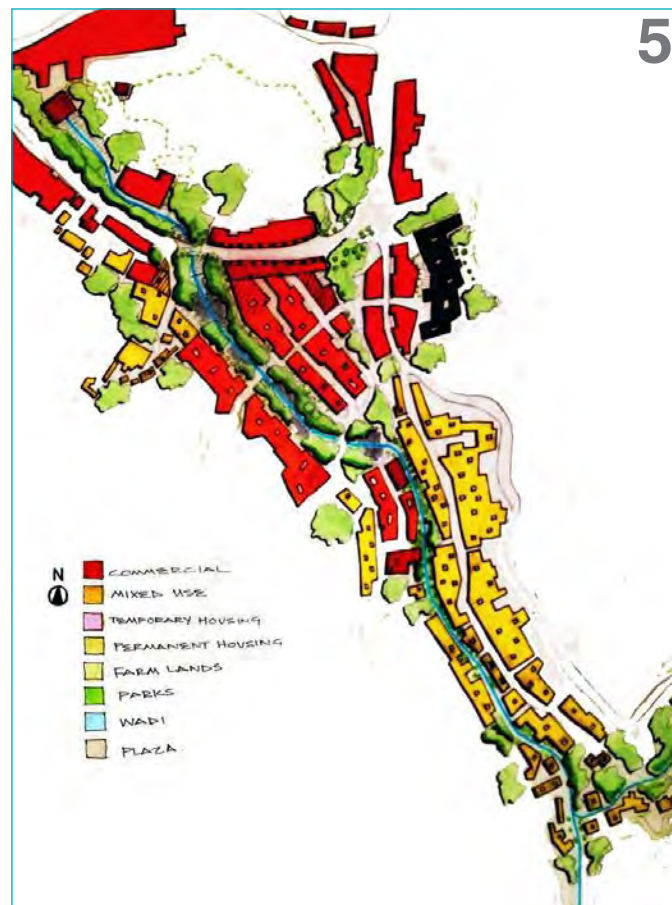 5
N
COMMERCIAL
MIXED USE
TEMPORARY HOUSING
PERMANENT HOUSING
FARM LANDS
PARKS
WADI
PLAZA